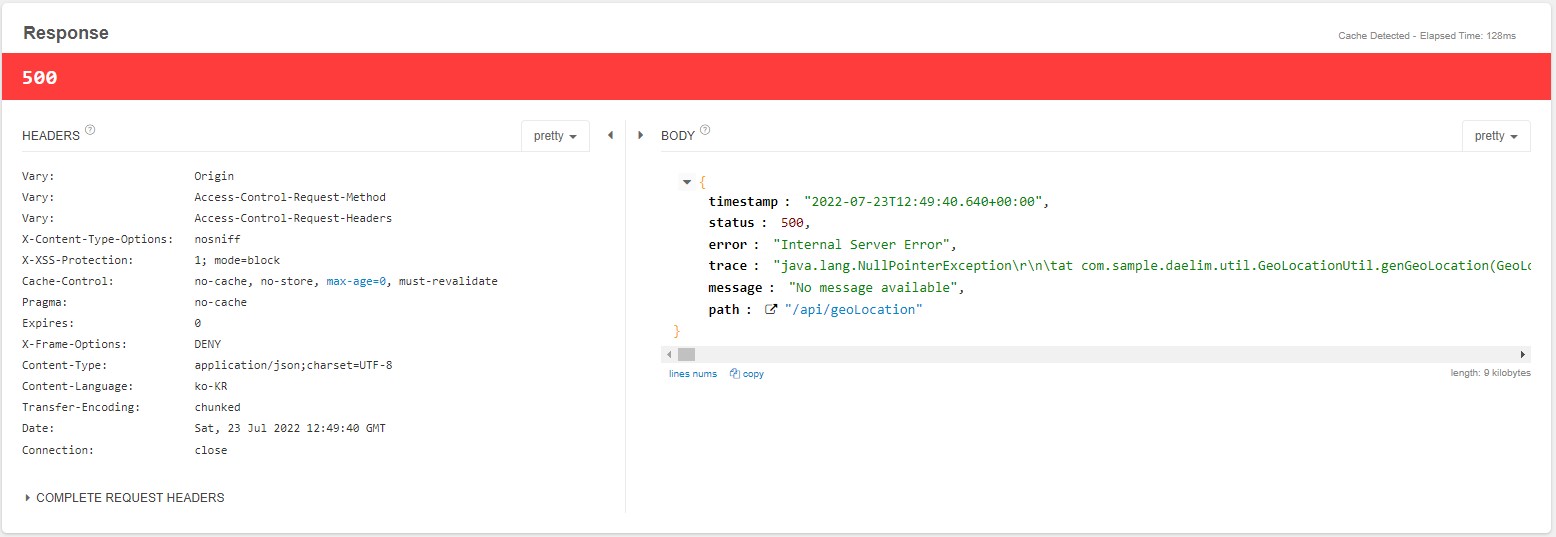 Response
Cache Detected - Elapsed Time: 128ms
500
HEADERS ?
pretty
Vary: Origin
Vary: Access-Control-Request-Method
Vary: Access-Control-Request-Headers
X-Content-Type-Options: nosniff
X-XSS-Protection: 1; mode=block
Cache-Control: no-cache, no-store, max-age=0, must-revalidate
Pragma: no-cache
Expires: 0
X-Frame-Options: DENY
Content-Type: application/json;charset=UTF-8
Content-Language: ko-KR
Transfer-Encoding: chunked
Date: Sat, 23 Jul 2022 12:49:40 GMT
Connection: close
COMPLETE REQUEST HEADERS
BODY ?
pretty
{
timestamp : "2022-07-23T12:49:40.640+00:00",
status : 500,
error : "Internal Server Error",
trace : "java.lang.NullPointerException\r\n\tat com.sample.daelim.util.GeoLocationUtil.genGeoLocation(GeoLo
message : "No message available",
path : "/api/geoLocation"
}
lines nums copy
length: 9 kilobytes